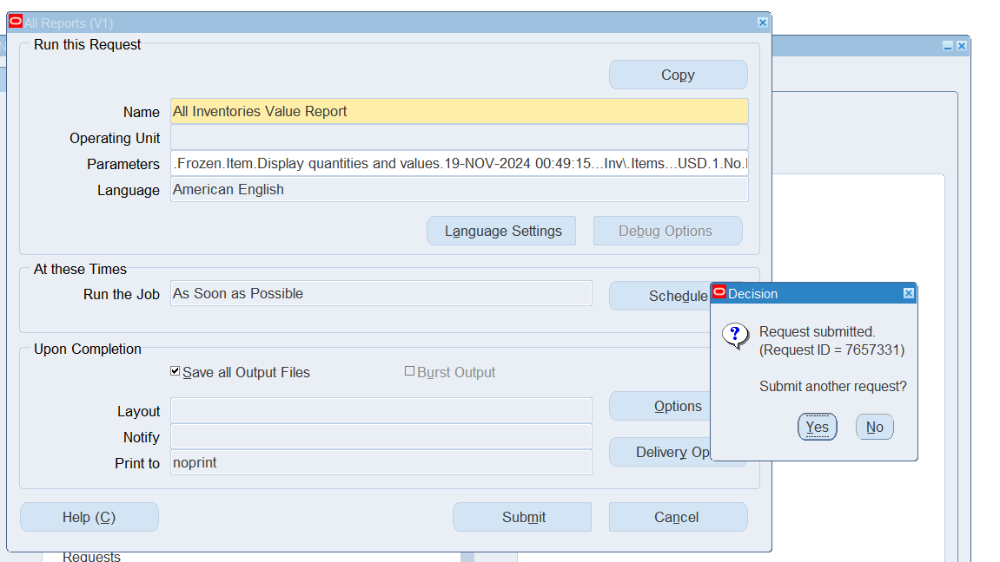 All Reports (V1)
Run this Request
Copy
Name
All Inventories Value Report
Operating Unit
Parameters
.Frozen.Item.Display quantities and values.19-NOV-2024 00:49:15...Inv\.Items...USD.1.No.
Language
American English
Language Settings
Debug Options
At these Times
Run the Job
As Soon as Possible
Schedule
Upon Completion
Save all Output Files
Burst Output
Layout
Options
Notify
Delivery Op
Print to
noprint
Help (C)
Submit
Cancel
Requests
Decision
?
Request submitted.
(Request ID = 7657331)
Submit another request?
Yes
No